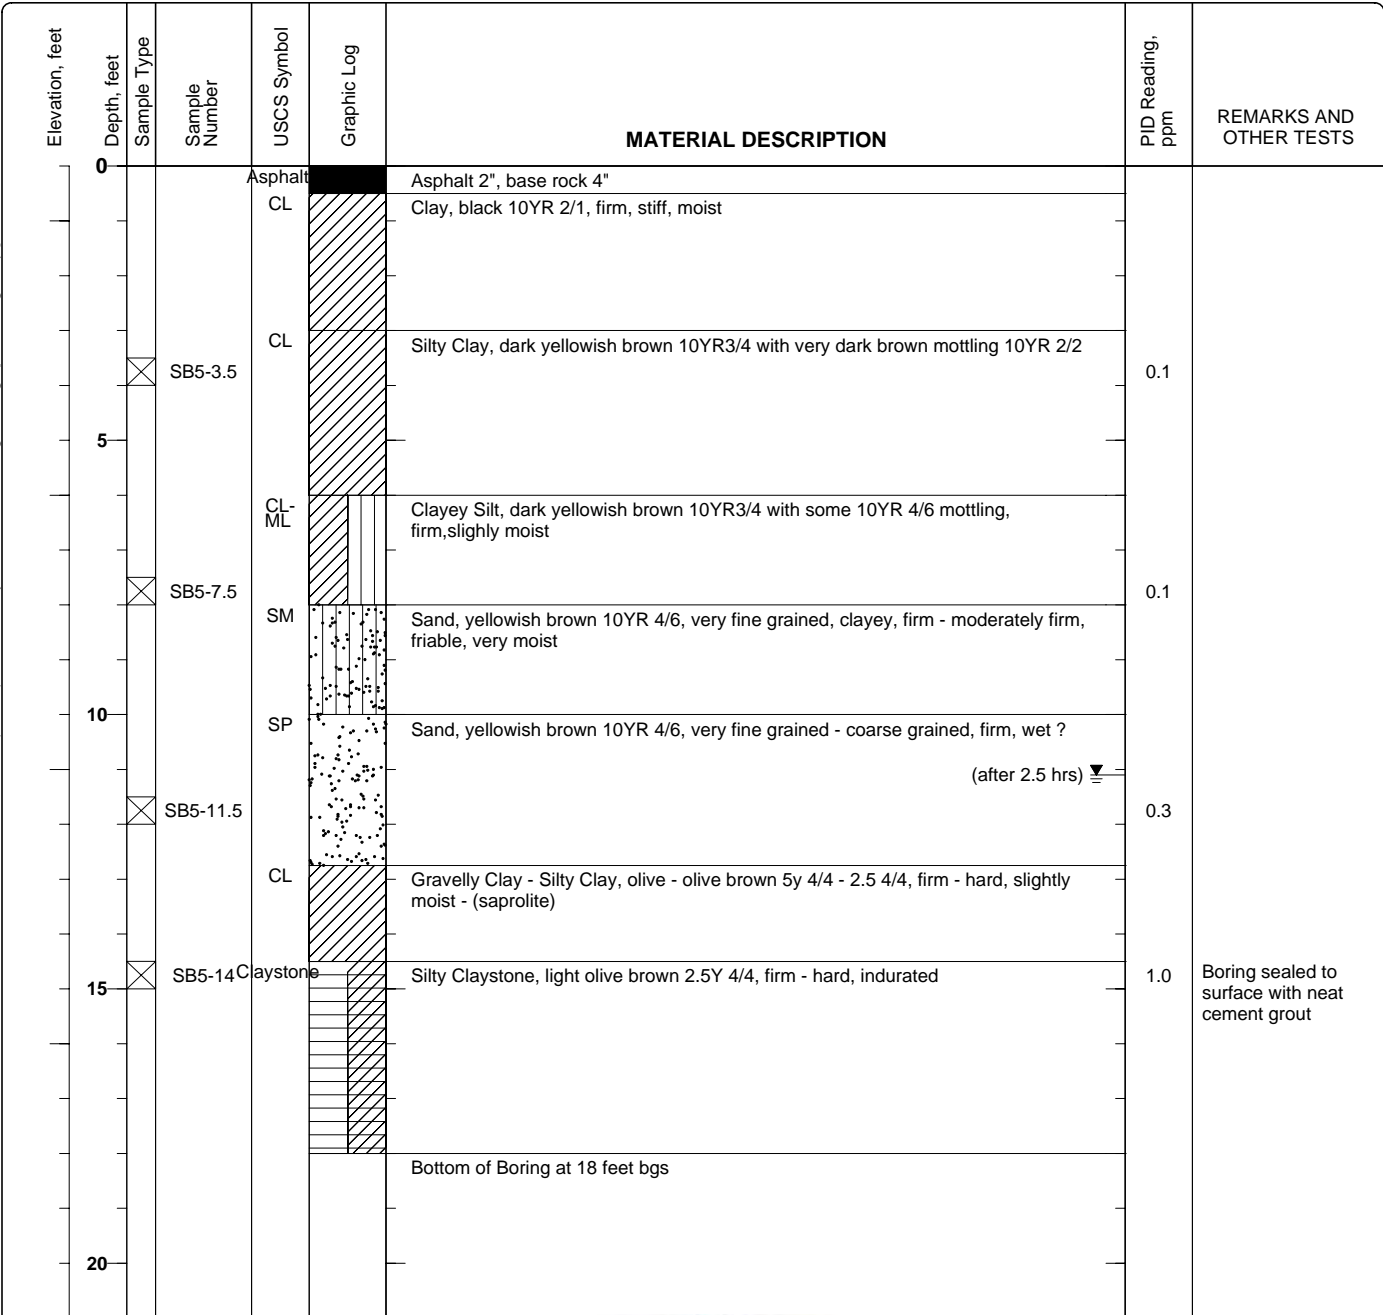 Elevation, feet
Depth, feet
Sample Type
Sample
Number
USCS Symbol
Graphic Log
MATERIAL DESCRIPTION
PID Reading,
ppm
REMARKS AND
OTHER TESTS
0
Asphalt
Asphalt 2", base rock 4"
CL
Clay, black 10YR 2/1, firm, stiff, moist
CL
Silty Clay, dark yellowish brown 10YR3/4 with very dark brown mottling 10YR 2/2
SB5-3.5
0.1
5
CL-
ML
Clayey Silt, dark yellowish brown 10YR3/4 with some 10YR 4/6 mottling,
firm,slighly moist
SB5-7.5
0.1
SM
Sand, yellowish brown 10YR 4/6, very fine grained, clayey, firm - moderately firm,
friable, very moist
10
SP
Sand, yellowish brown 10YR 4/6, very fine grained - coarse grained, firm, wet ?
(after 2.5 hrs)
SB5-11.5
0.3
CL
Gravelly Clay - Silty Clay, olive - olive brown 5y 4/4 - 2.5 4/4, firm - hard, slightly
moist - (saprolite)
SB5-14
Claystone
Silty Claystone, light olive brown 2.5Y 4/4, firm - hard, indurated
1.0
Boring sealed to
surface with neat
cement grout
15
Bottom of Boring at 18 feet bgs
20